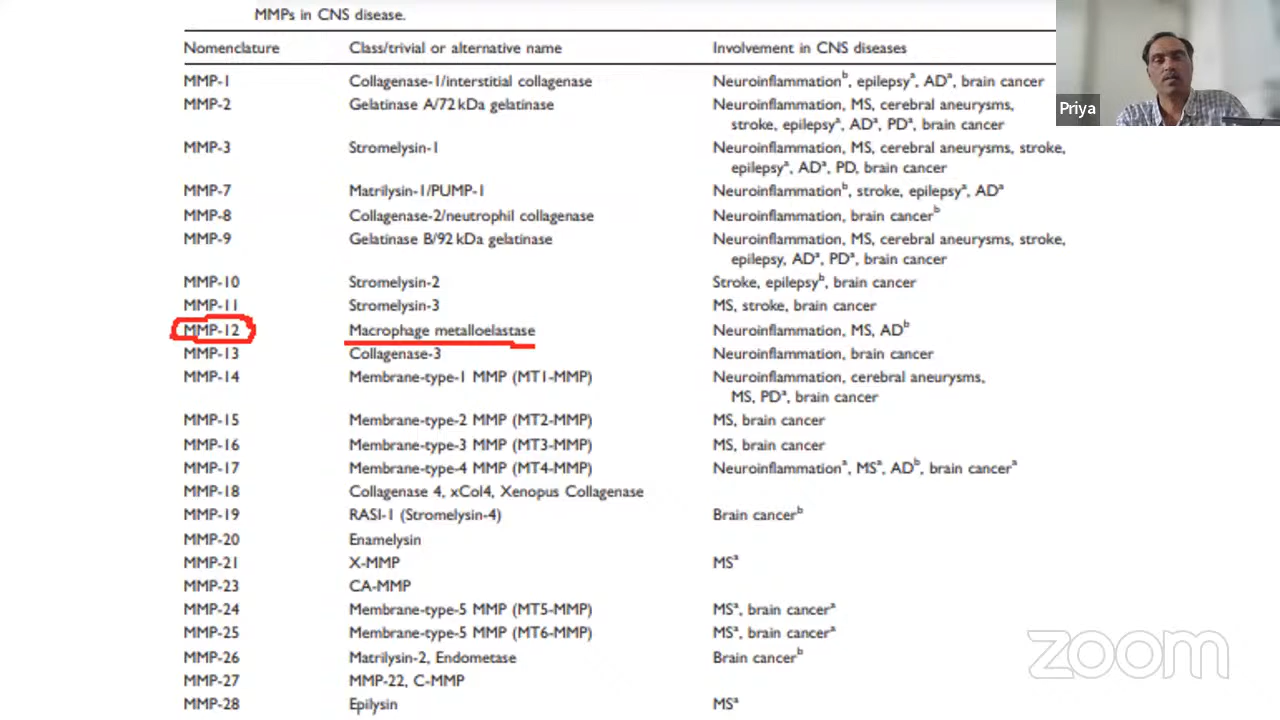 MMPs in CNS disease.
Nomenclature Class/trivial or alternative name Involvement in CNS diseases
MMP-1 Collagenase-1/interstitial collagenase Neuroinflammationᵇ, epilepsyᵃ, ADᵃ, brain cancer
MMP-2 Gelatinase A/72 kDa gelatinase Neuroinflammation, MS, cerebral aneurysms,
stroke, epilepsyᵃ, ADᵃ, PDᵃ, brain cancer
MMP-3 Stromelysin-1 Neuroinflammation, MS, cerebral aneurysms, stroke,
epilepsyᵃ, ADᵃ, PD, brain cancer
MMP-7 Matrilysin-1/PUMP-1 Neuroinflammationᵇ, stroke, epilepsyᵃ, ADᵃ
MMP-8 Collagenase-2/neutrophil collagenase Neuroinflammation, brain cancerᵇ
MMP-9 Gelatinase B/92 kDa gelatinase Neuroinflammation, MS, cerebral aneurysms, stroke,
epilepsy, ADᵃ, PDᵃ, brain cancer
MMP-10 Stromelysin-2 Stroke, epilepsyᵇ, brain cancer
MMP-11 Stromelysin-3 MS, stroke, brain cancer
MMP-12 Macrophage metalloelastase Neuroinflammation, MS, ADᵇ
MMP-13 Collagenase-3 Neuroinflammation, brain cancer
MMP-14 Membrane-type-1 MMP (MT1-MMP) Neuroinflammation, cerebral aneurysms,
MS, PDᵃ, brain cancer
MMP-15 Membrane-type-2 MMP (MT2-MMP) MS, brain cancer
MMP-16 Membrane-type-3 MMP (MT3-MMP) MS, brain cancer
MMP-17 Membrane-type-4 MMP (MT4-MMP) Neuroinflammationᵃ, MSᵃ, ADᵇ, brain cancerᵃ
MMP-18 Collagenase 4, xCol4, Xenopus Collagenase
MMP-19 RASI-1 (Stromelysin-4) Brain cancerᵇ
MMP-20 Enamelysin
MMP-21 X-MMP MSᵃ
MMP-23 CA-MMP
MMP-24 Membrane-type-5 MMP (MT5-MMP) MSᵃ, brain cancerᵃ
MMP-25 Membrane-type-5 MMP (MT6-MMP) MSᵃ, brain cancerᵃ
MMP-26 Matrilysin-2, Endometase Brain cancerᵇ
MMP-27 MMP-22, C-MMP
MMP-28 Epilysin MSᵃ
Priya
zoom